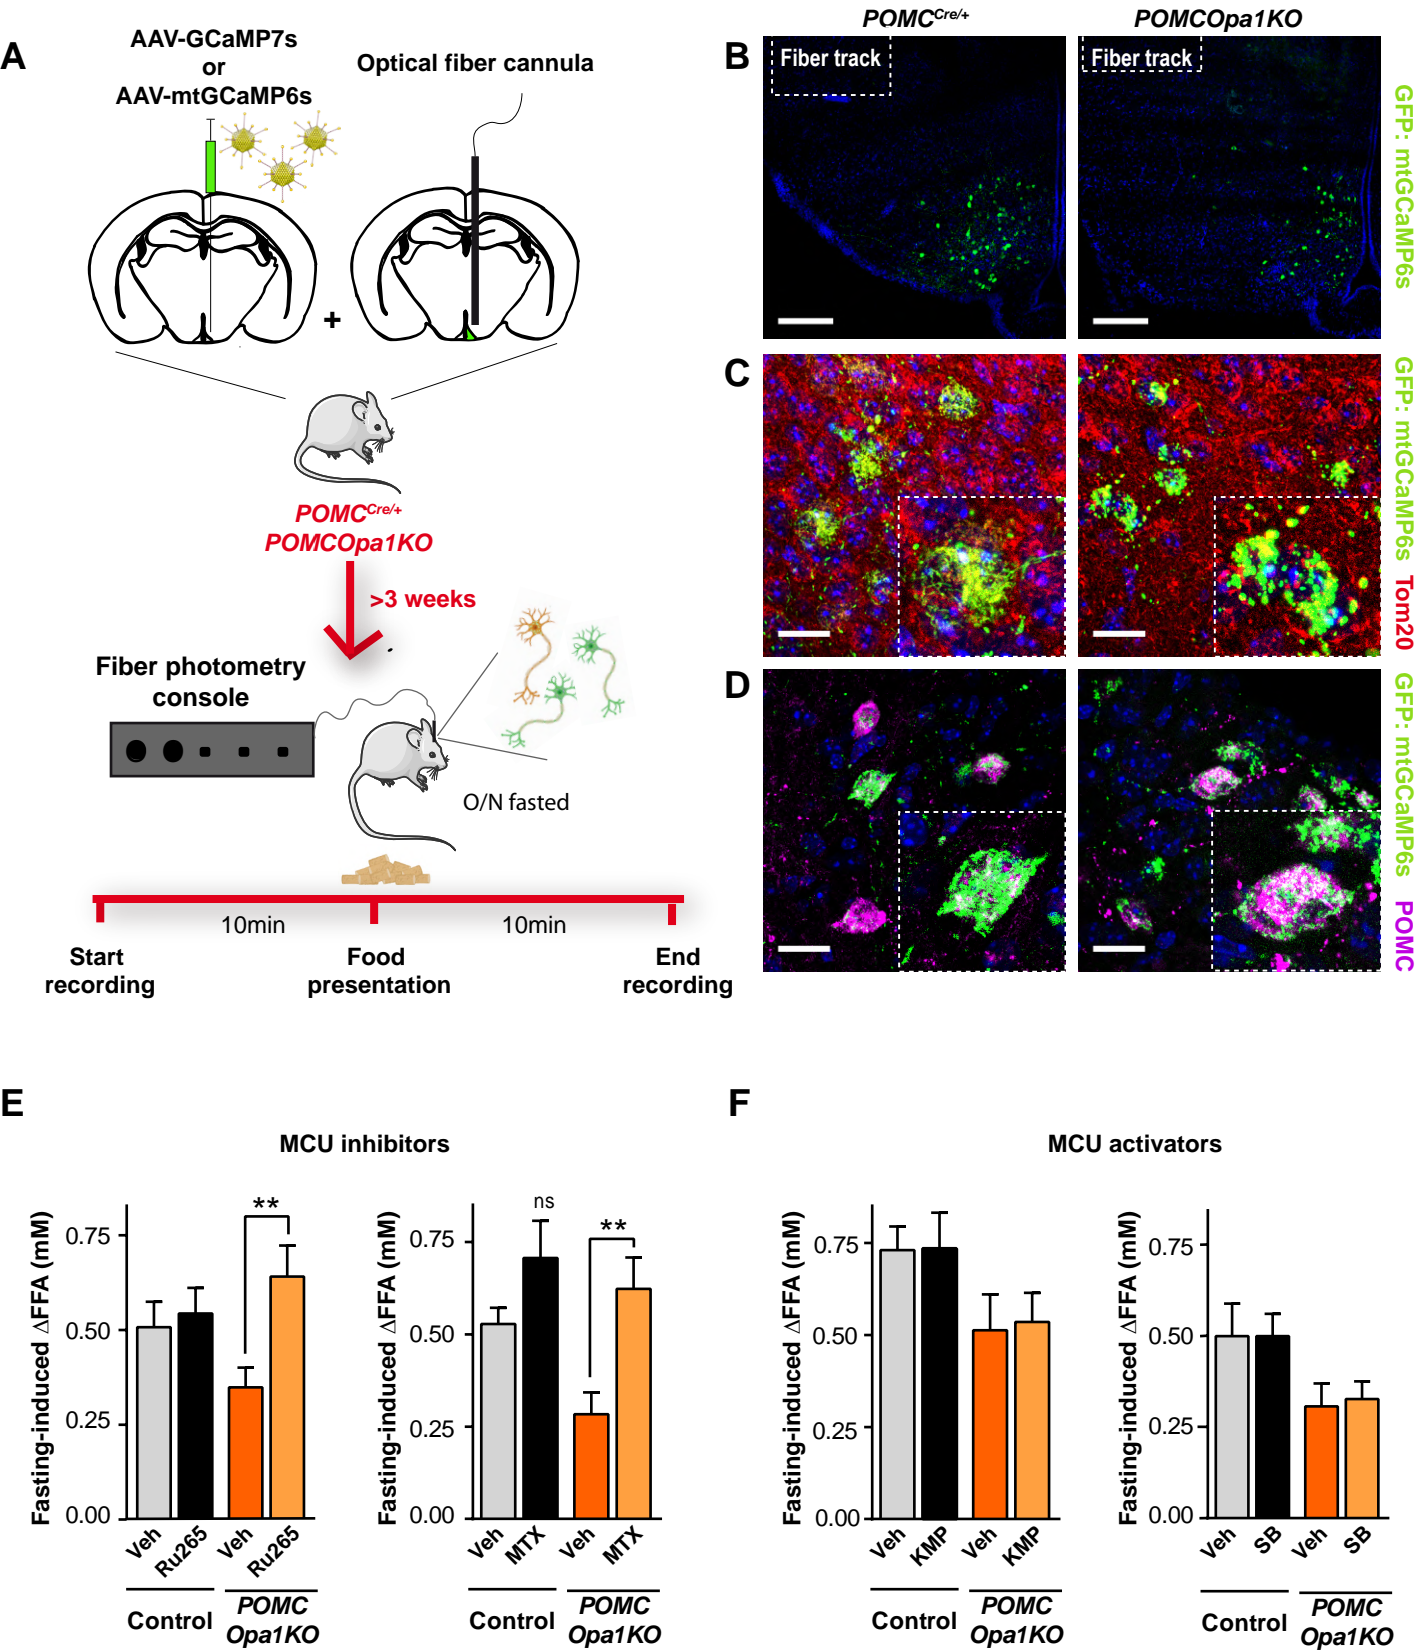 A
AAV-GCaMP7s
or
AAV-mtGCaMP6s
Optical fiber cannula
+
POMCCre/+
POMCOpa1KO
>3 weeks
Fiber photometry
console
O/N fasted
10min
10min
Start
recording
Food
presentation
End
recording
POMCCre/+
POMCOpa1KO
B
Fiber track
Fiber track
GFP: mtGCaMP6s
C
GFP: mtGCaMP6s Tom20
D
GFP: mtGCaMP6s POMC
E
MCU inhibitors
Fasting-induced ΔFFA (mM)
0.75
0.50
0.25
0.00
**
Veh
Ru265
Veh
Ru265
Control
POMC
Opa1KO
Fasting-induced ΔFFA (mM)
0.75
0.50
0.25
0.00
ns
**
Veh
MTX
Veh
MTX
Control
POMC
Opa1KO
F
MCU activators
Fasting-induced ΔFFA (mM)
0.75
0.50
0.25
0.00
Veh
KMP
Veh
KMP
Control
POMC
Opa1KO
Fasting-induced ΔFFA (mM)
0.75
0.50
0.25
0.00
Veh
SB
Veh
SB
Control
POMC
Opa1KO